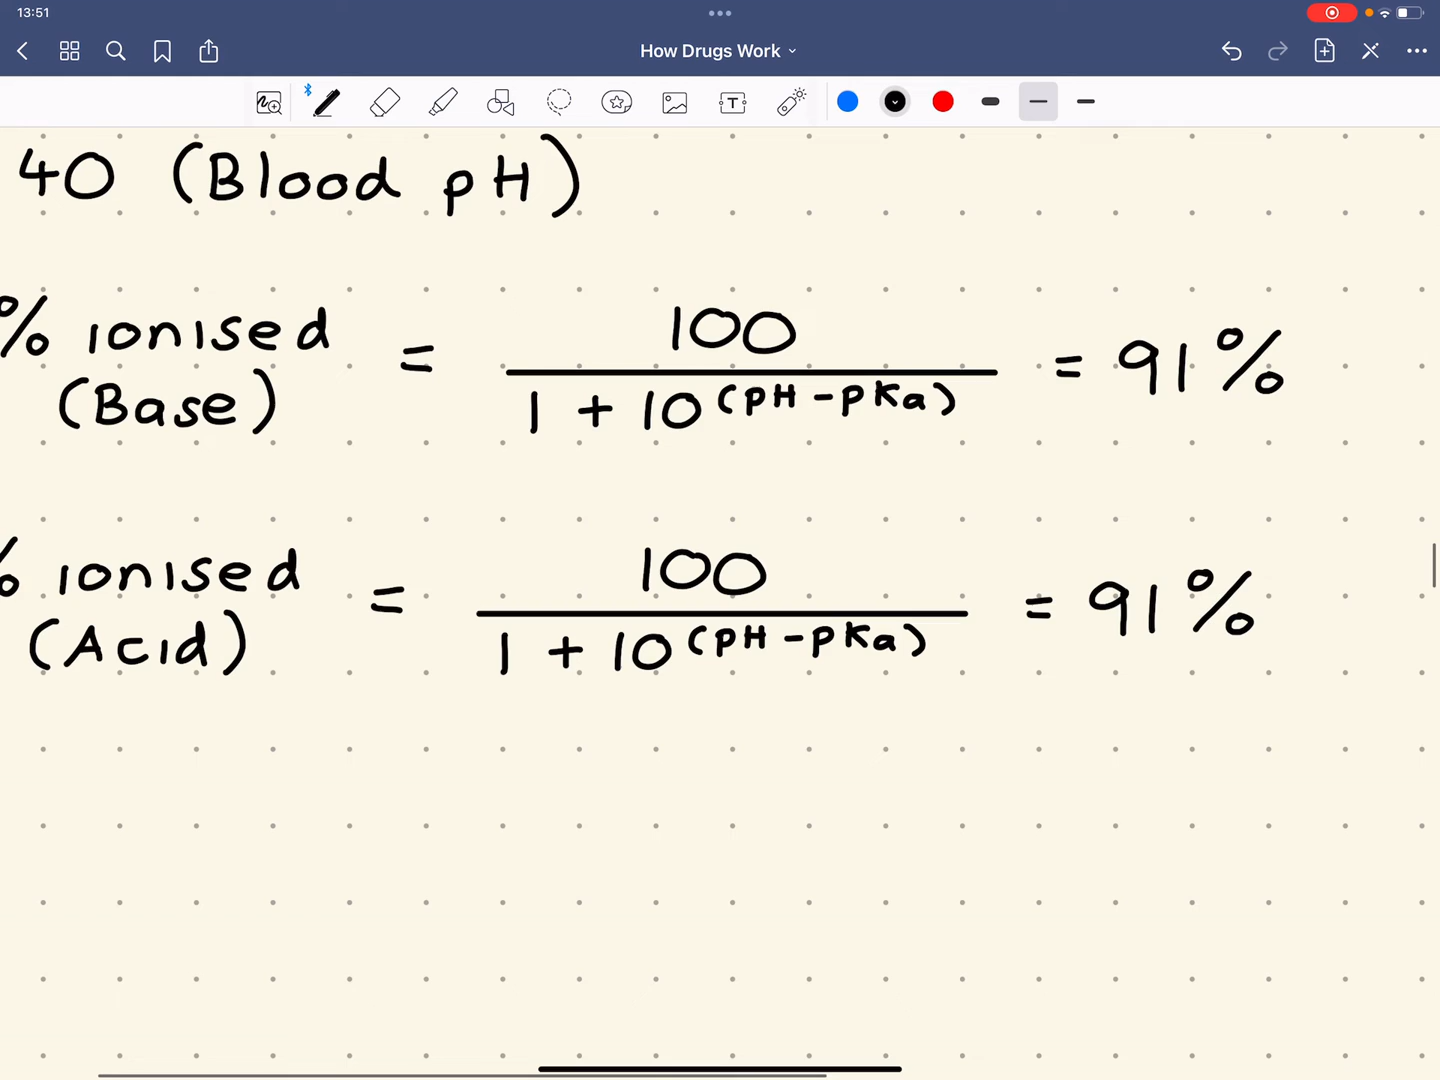 13:51
How Drugs Work
T
40 (Blood pH)
% ionised
(Base)
= 100
1 + 10^(pH - pKa)
= 91%
% ionised
(Acid)
= 100
1 + 10^(pH - pKa)
= 91%